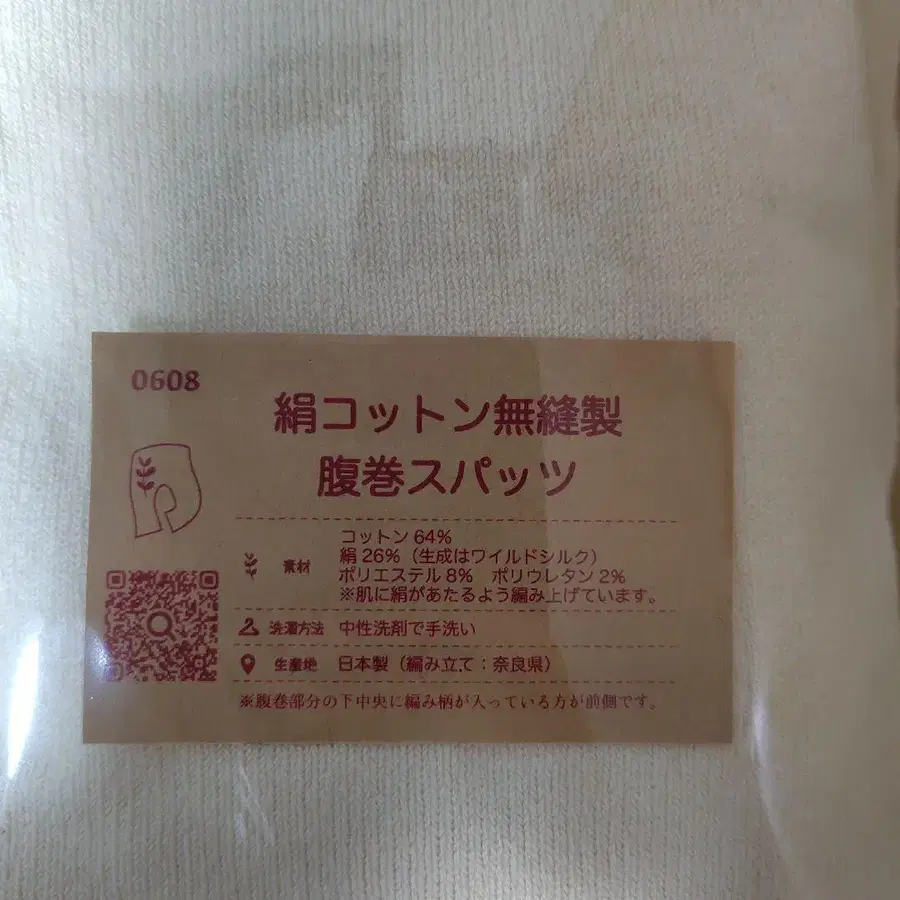 0608
絹コットン無縫製
腹巻スパッツ
素材
コットン 64%
絹 26%（生成はワイルドシルク）
ポリエステル 8%　ポリウレタン 2%
※肌に絹があたるよう編み上げています。
洗濯方法 中性洗剤で手洗い
生産地 日本製（編み立て：奈良県）
※腹巻部分の下中央に編み柄が入っている方が前側です。